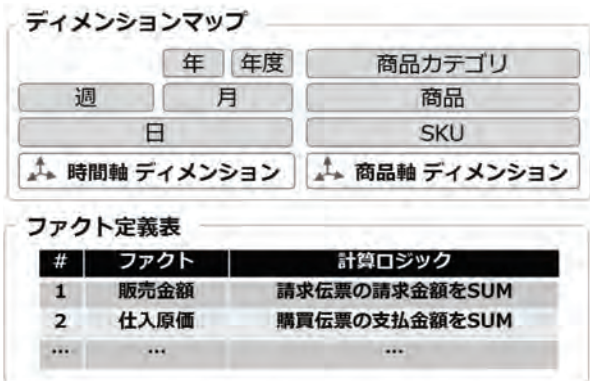 ディメンションマップ
年 年度 商品カテゴリ
週 月 商品
日 SKU
時間軸 ディメンション 商品軸 ディメンション
ファクト定義表
# ファクト 計算ロジック
1 販売金額 請求伝票の請求金額をSUM
2 仕入原価 購買伝票の支払金額をSUM
… … …